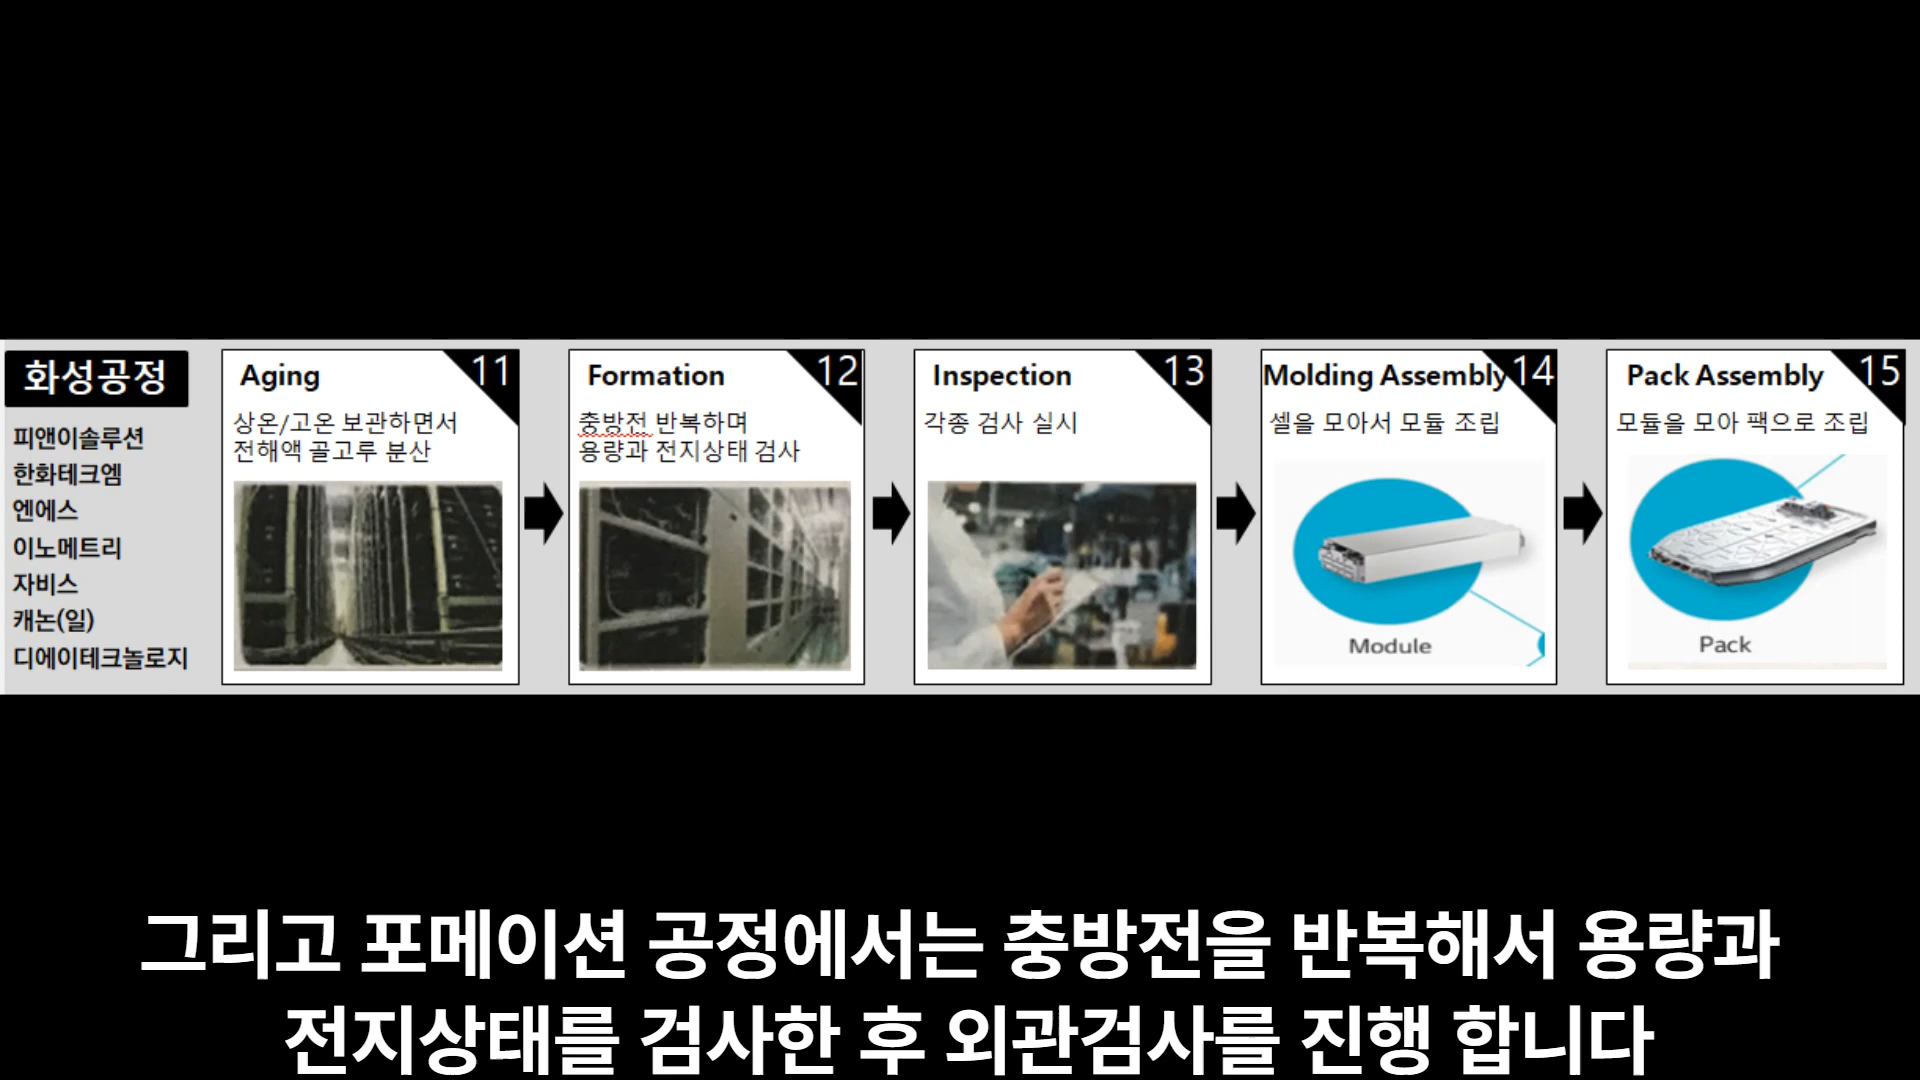 화성공정
피앤이솔루션
한화테크엠
엔에스
이노메트리
자비스
캐논(일)
디에이테크놀로지
Aging
11
상온/고온 보관하면서
전해액 골고루 분산
Formation
12
충방전 반복하며
용량과 전지상태 검사
Inspection
13
각종 검사 실시
Molding Assembly
14
셀을 모아서 모듈 조립
Module
Pack Assembly
15
모듈을 모아 팩으로 조립
Pack
그리고 포메이션 공정에서는 충방전을 반복해서 용량과
전지상태를 검사한 후 외관검사를 진행 합니다